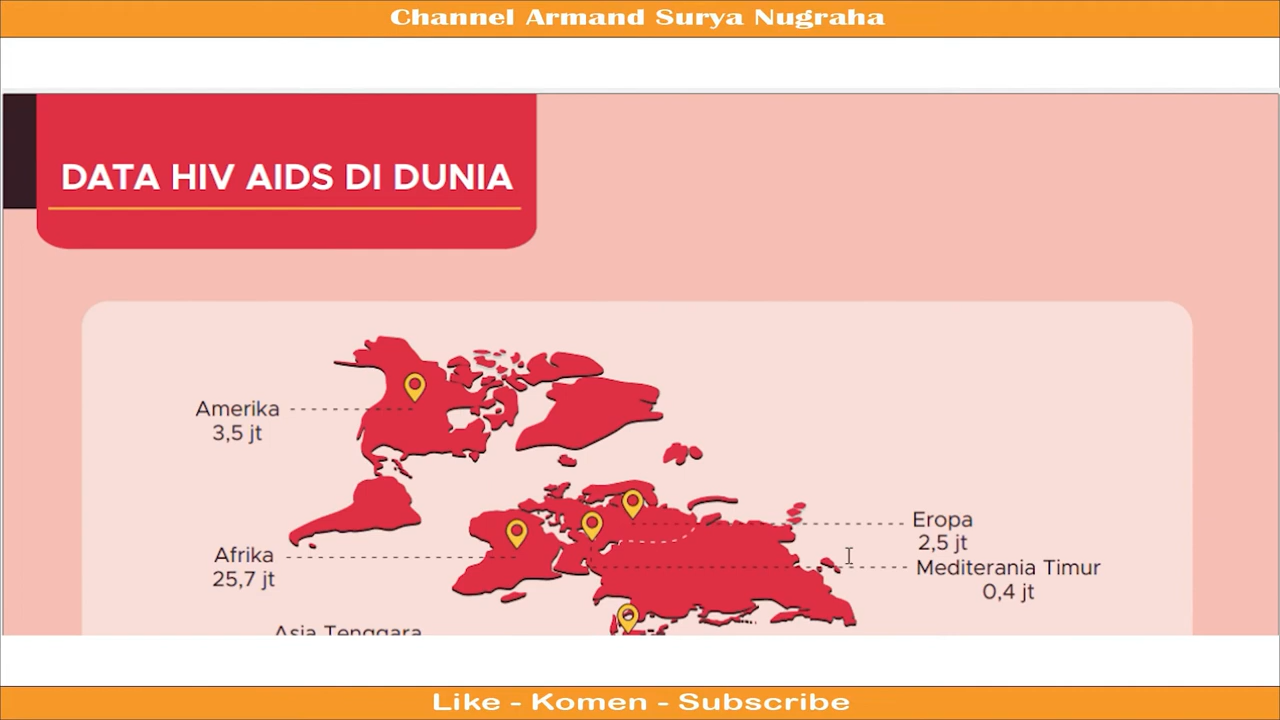 Channel Armand Surya Nugraha
DATA HIV AIDS DI DUNIA
Amerika
3,5 jt
Eropa
2,5 jt
Afrika
25,7 jt
Mediterania Timur
0,4 jt
Asia Tenggara
Like - Komen - Subscribe